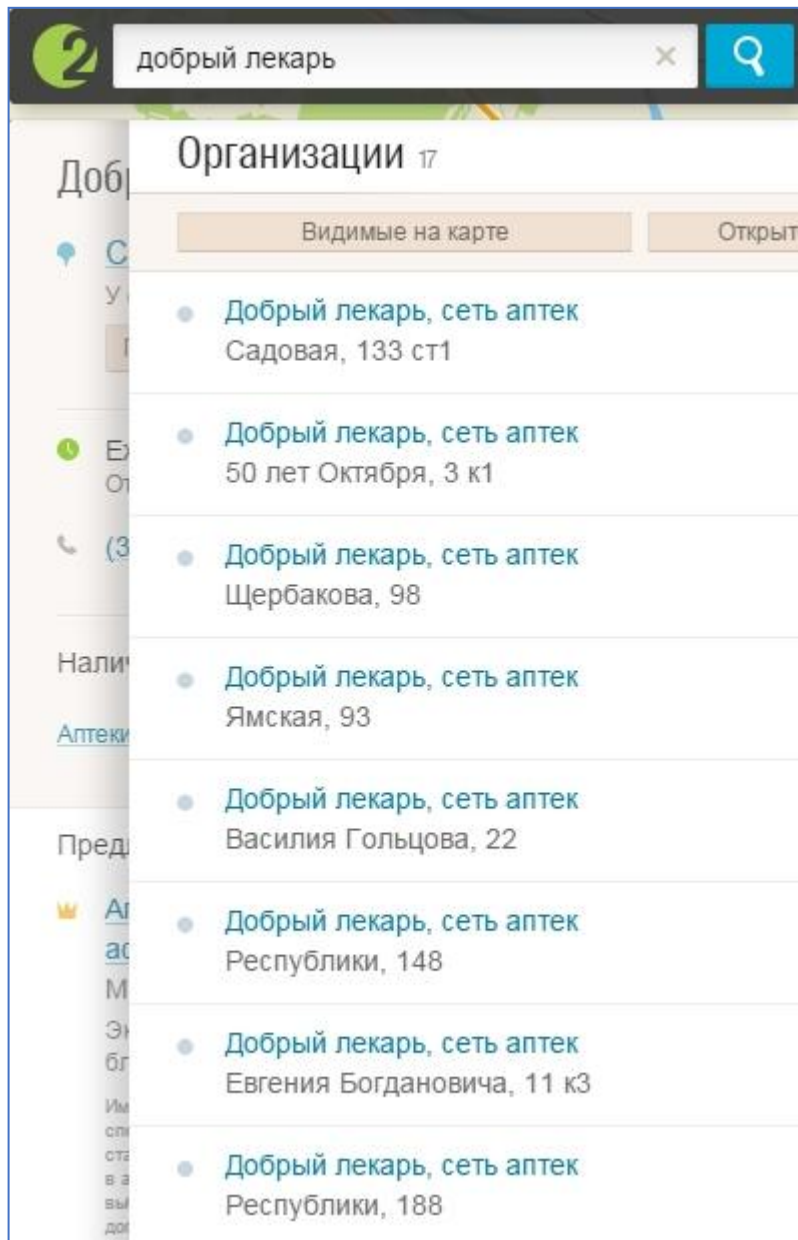 добрый лекарь
Организации 17
Видимые на карте
Добрый лекарь, сеть аптек
Садовая, 133 ст1
Добрый лекарь, сеть аптек
50 лет Октября, 3 к1
Добрый лекарь, сеть аптек
Щербакова, 98
Добрый лекарь, сеть аптек
Ямская, 93
Добрый лекарь, сеть аптек
Василия Гольцова, 22
Добрый лекарь, сеть аптек
Республики, 148
Добрый лекарь, сеть аптек
Евгения Богдановича, 11 к3
Добрый лекарь, сеть аптек
Республики, 188